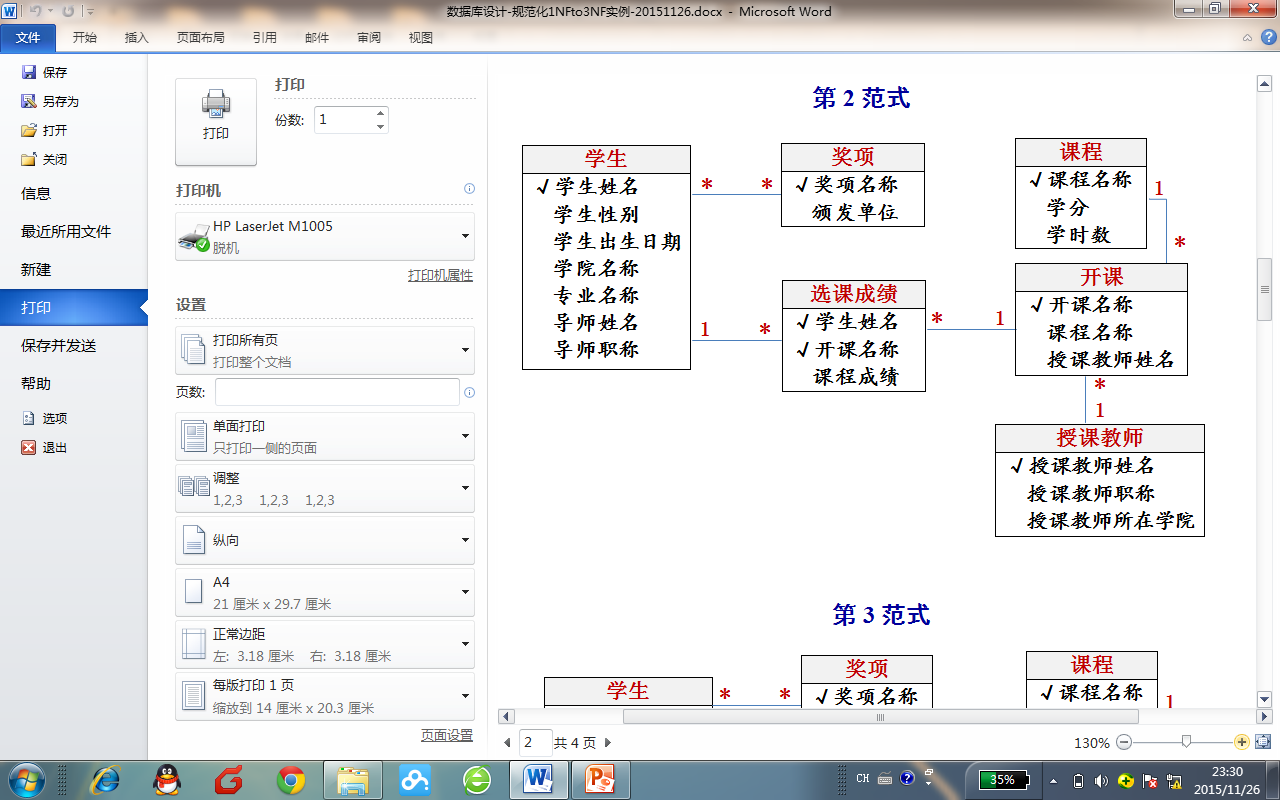 数据库设计-规范化1NFto3NF实例-20151126.docx - Microsoft Word
文件 开始 插入 页面布局 引用 邮件 审阅 视图
保存
另存为
打开
关闭
信息
最近所用文件
新建
打印
保存并发送
帮助
选项
退出
打印
打印
份数: 1
打印机
HP LaserJet M1005
脱机
打印机属性
设置
打印所有页
打印整个文档
页数:
单面打印
只打印一侧的页面
调整
1,2,3 1,2,3 1,2,3
纵向
A4
21 厘米 x 29.7 厘米
正常边距
左: 3.18 厘米 右: 3.18 厘米
每版打印 1 页
缩放到 14 厘米 x 20.3 厘米
页面设置
第 2 范式
学生
√ 学生姓名
学生性别
学生出生日期
学院名称
专业名称
导师姓名
导师职称
* *
奖项
√ 奖项名称
颁发单位
1 *
选课成绩
√ 学生姓名
√ 开课名称
课程成绩
* 1
课程
√ 课程名称
学分
学时数
1
*
开课
√ 开课名称
课程名称
授课教师姓名
*
1
授课教师
√ 授课教师姓名
授课教师职称
授课教师所在学院
第 3 范式
学生
* *
奖项
√ 奖项名称
课程
√ 课程名称
1
2 共 4 页
130%
CH
35%
23:30
2015/11/26